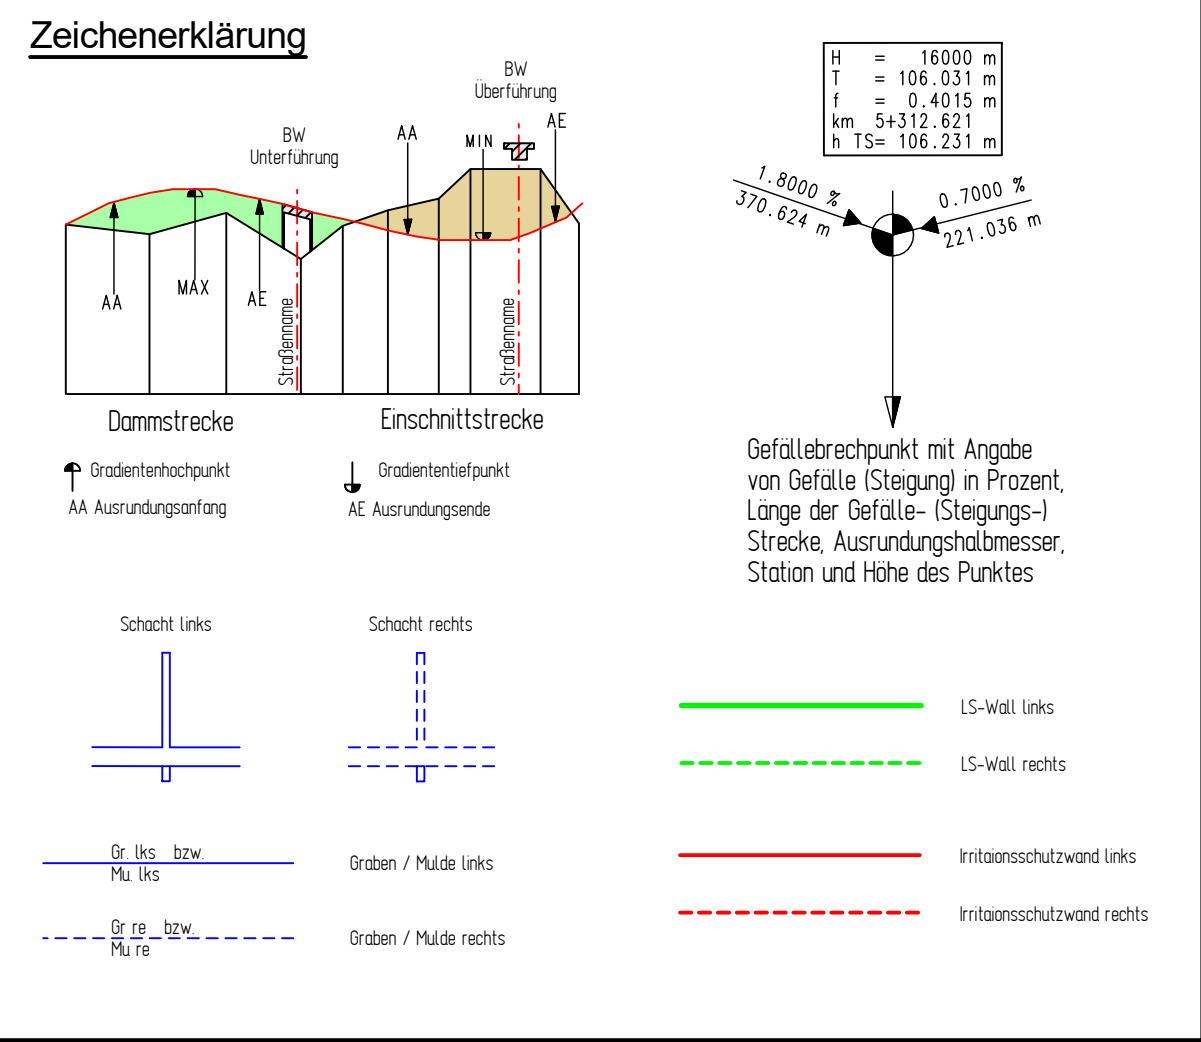 Zeichenerklärung
BW
Überführung
BW
Unterführung
AA
MIN
AE
AA
MAX
AE
Straßenname
Straßenname
Dammstrecke
Einschnittstrecke
Gradientenhochpunkt
Gradiententiefpunkt
AA Ausrundungsanfang
AE Ausrundungsende
H = 16000 m
T = 106.031 m
f = 0.4015 m
km 5+312.621
h TS= 106.231 m
1.8000 %
370.624 m
0.7000 %
221.036 m
Gefällebrechpunkt mit Angabe
von Gefälle (Steigung) in Prozent,
Länge der Gefälle- (Steigungs-)
Strecke, Ausrundungshalbmesser,
Station und Höhe des Punktes
Schacht links
Schacht rechts
LS-Wall links
LS-Wall rechts
Gr. lks bzw.
Mu. lks
Graben / Mulde links
Gr re bzw.
Mu re
Graben / Mulde rechts
Irritaionsschutzwand links
Irritaionsschutzwand rechts